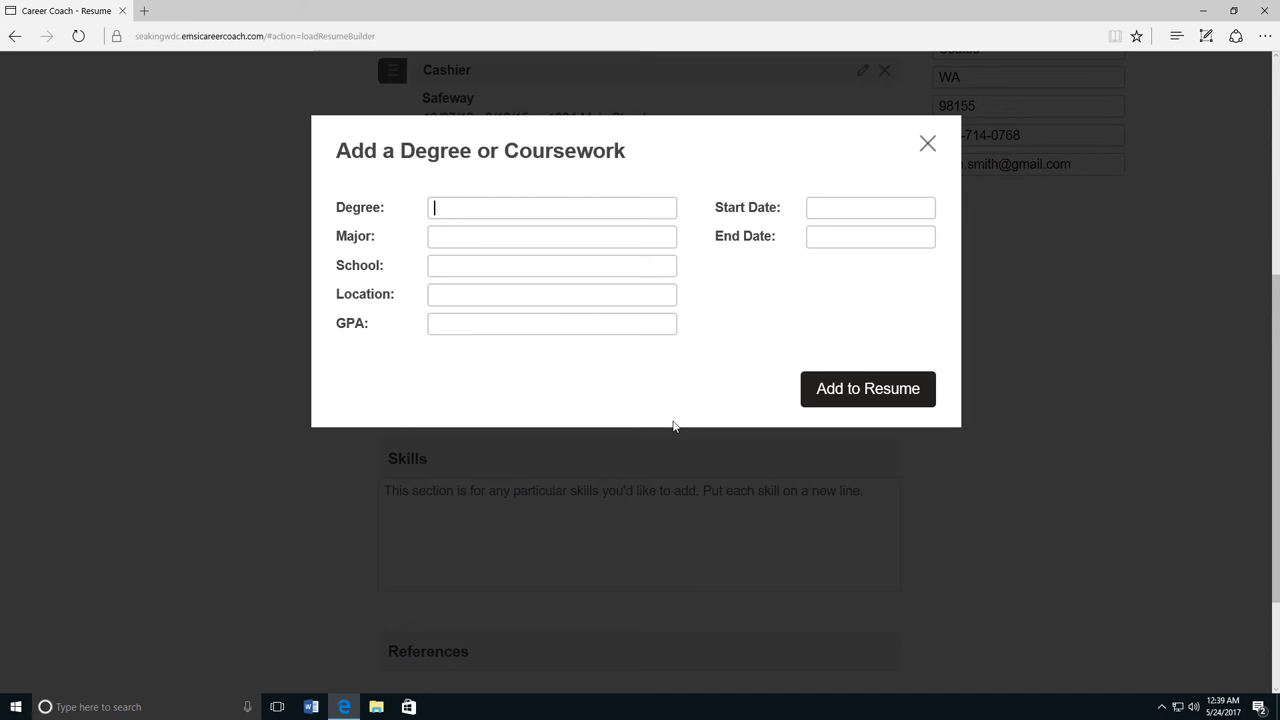 Career Coach - Resume
seakingwdc.emsicareercoach.com/#action=loadResumeBuilder
Cashier
Safeway
WA
98155
-714-0768
.smith@gmail.com
Add a Degree or Coursework
Degree:
Start Date:
Major:
End Date:
School:
Location:
GPA:
Add to Resume
Skills
This section is for any particular skills you'd like to add. Put each skill on a new line.
References
Type here to search
12:39 AM
5/24/2017
2